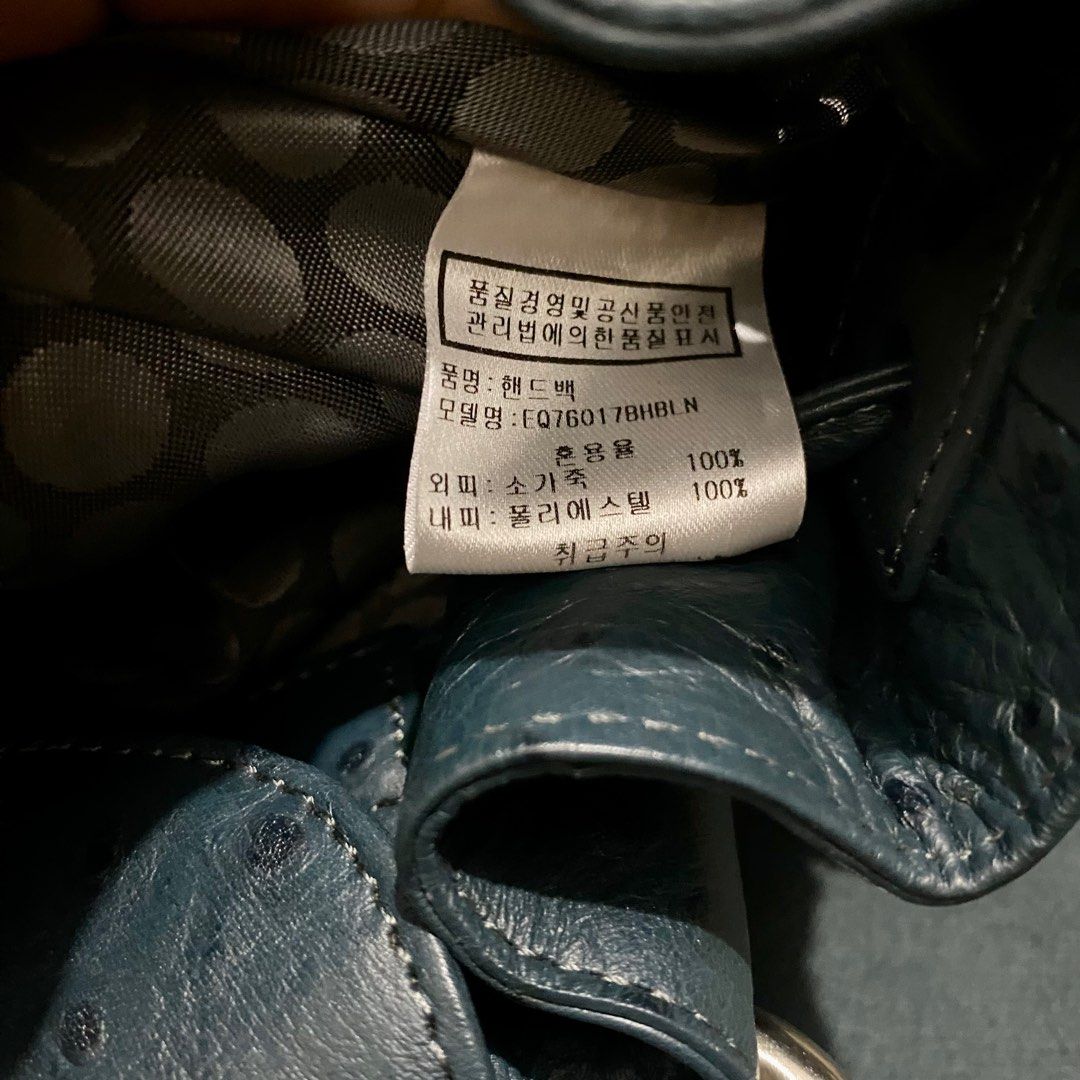 품질경영및공산품안전
관리법에의한품질표시
품명:핸드백
모델명:EQ76017BHBLN
혼용율
외피:소가죽 100%
내피:폴리에스텔 100%
취급주의